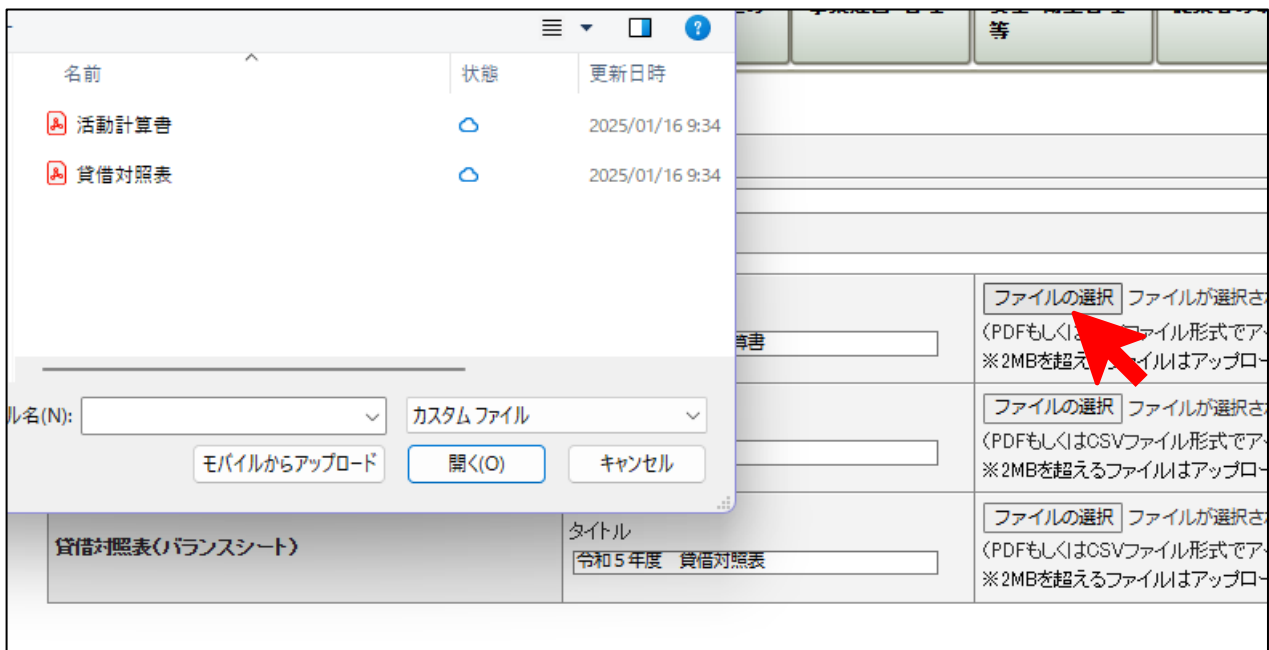 等
名前
状態
更新日時
活動計算書
2025/01/16 9:34
貸借対照表
2025/01/16 9:34
ル名(N):
カスタム ファイル
モバイルからアップロード
開く(O)
キャンセル
算書
ファイルの選択 ファイルが選択さ
(PDFもしくは
ファイル形式でア
※2MBを超え
ファイルはアップロー
ファイルの選択 ファイルが選択さ
(PDFもしくはCSVファイル形式でア
※2MBを超えるファイルはアップロー
貸借対照表(バランスシート)
タイトル
令和5年度 貸借対照表
ファイルの選択 ファイルが選択さ
(PDFもしくはCSVファイル形式でア
※2MBを超えるファイルはアップロー